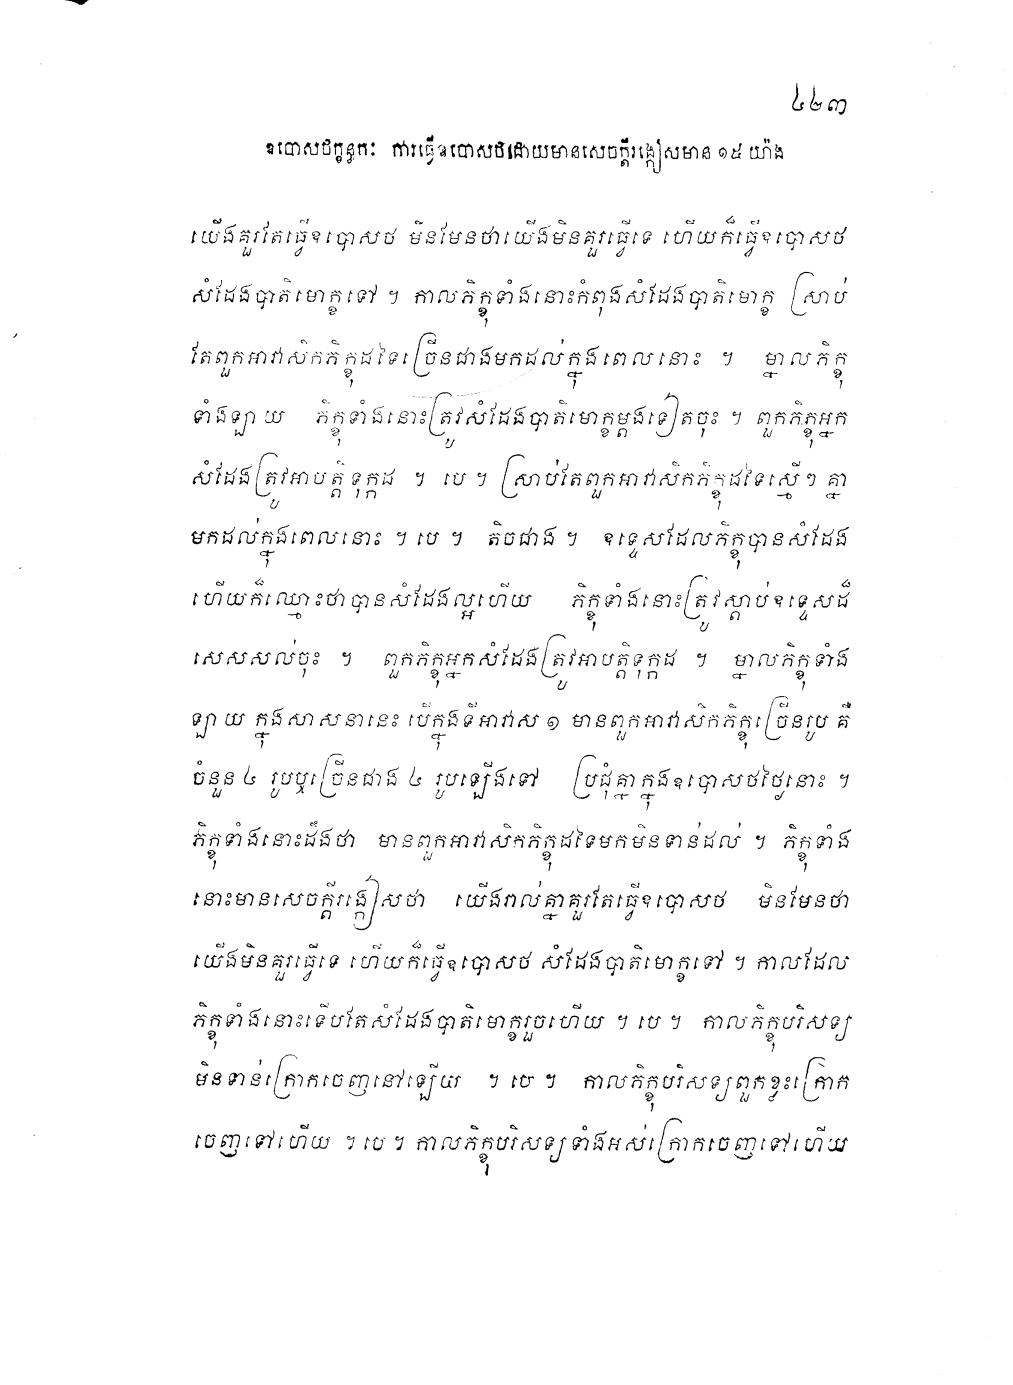 ៤២៣
ឧបោសថក្ខន្ធកៈ ការធ្វើឧបោសថដោយមានសេចក្តីរង្កៀសមាន ១៥ យ៉ាង
យើងគួរតែធ្វើឧបោសថ មិនមែនថាយើងមិនគួរធ្វើទេ ហើយក៏ធ្វើឧបោសថ
សំដែងបាតិមោក្ខទៅ ។ កាលភិក្ខុទាំងនោះកំពុងសំដែងបាតិមោក្ខ ស្រាប់
តែពួកអាវាសិកភិក្ខុដទៃច្រើនជាងមកដល់ក្នុងពេលនោះ ។ ម្នាលភិក្ខុ
ទាំងឡាយ ភិក្ខុទាំងនោះត្រូវសំដែងបាតិមោក្ខម្តងទៀតចុះ ។ ពួកភិក្ខុអ្នក
សំដែងត្រូវអាបត្តិទុក្កដ ។ បេ ។ ស្រាប់តែពួកអាវាសិកភិក្ខុដទៃស្មើៗ គ្នា
មកដល់ក្នុងពេលនោះ ។ បេ ។ តិចជាង ។ ឧទ្ទេសដែលភិក្ខុបានសំដែង
ហើយក៏ឈ្មោះថាបានសំដែងល្អហើយ ភិក្ខុទាំងនោះត្រូវស្តាប់ឧទ្ទេសដ៏
សេសសល់ចុះ ។ ពួកភិក្ខុអ្នកសំដែងត្រូវអាបត្តិទុក្កដ ។ ម្នាលភិក្ខុទាំង
ឡាយ ក្នុងសាសនានេះ បើក្នុងទីអាវាស ១ មានពួកអាវាសិកភិក្ខុច្រើនរូប គឺ
ចំនួន ៤ រូបឬច្រើនជាង ៤ រូបឡើងទៅ ប្រជុំគ្នាក្នុងឧបោសថថ្ងៃនោះ ។
ភិក្ខុទាំងនោះដឹងថា មានពួកអាវាសិកភិក្ខុដទៃមកមិនទាន់ដល់ ។ ភិក្ខុទាំង
នោះមានសេចក្តីរង្កៀសថា យើងរាល់គ្នាគួរតែធ្វើឧបោសថ មិនមែនថា
យើងមិនគួរធ្វើទេ ហើយក៏ធ្វើឧបោសថ សំដែងបាតិមោក្ខទៅ ។ កាលដែល
ភិក្ខុទាំងនោះទើបតែសំដែងបាតិមោក្ខរួចហើយ ។ បេ ។ កាលភិក្ខុបរិសទ្យ
មិនទាន់ក្រោកចេញនៅឡើយ ។ បេ ។ កាលភិក្ខុបរិសទ្យពួកខ្លះក្រោក
ចេញទៅហើយ ។ បេ ។ កាលភិក្ខុបរិសទ្យទាំងអស់ក្រោកចេញទៅហើយ